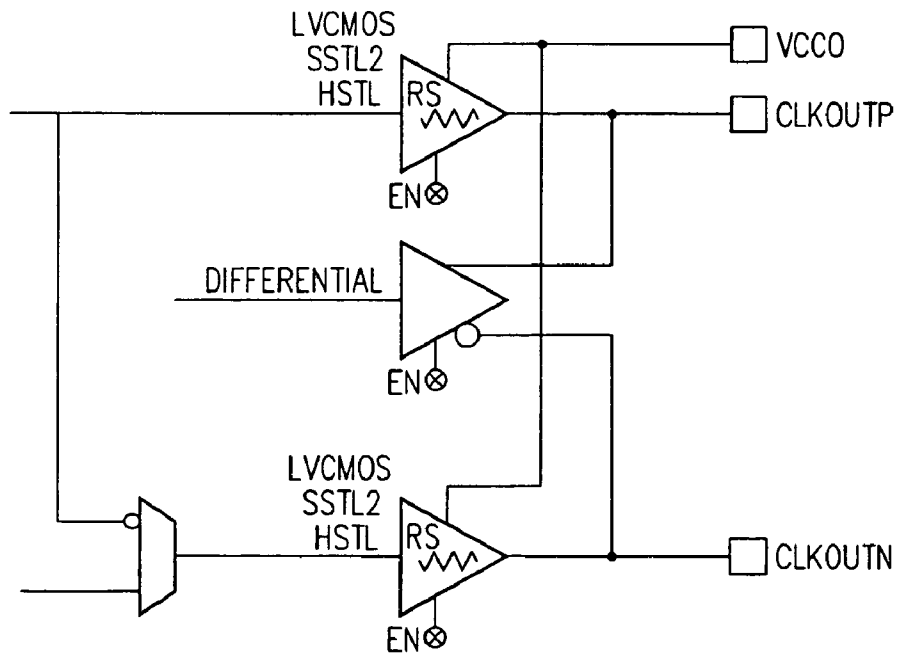 LVCMOS
SSTL2
HSTL
RS
VCCO
CLKOUTP
EN
DIFFERENTIAL
EN
LVCMOS
SSTL2
HSTL
RS
CLKOUTN
EN